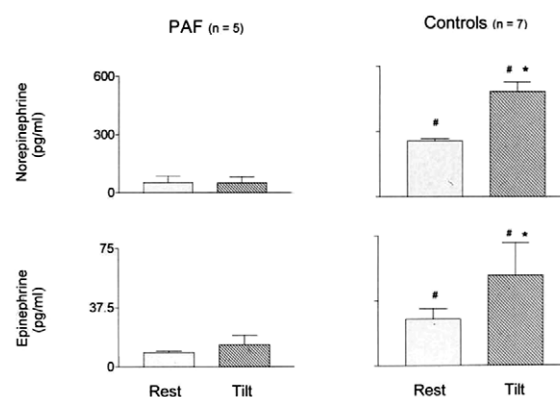 PAF (n = 5)
Controls (n = 7)
Norepinephrine
(pg/ml)
600
300
0
#
# *
Epinephrine
(pg/ml)
75
37.5
0
#
# *
Rest
Tilt
Rest
Tilt